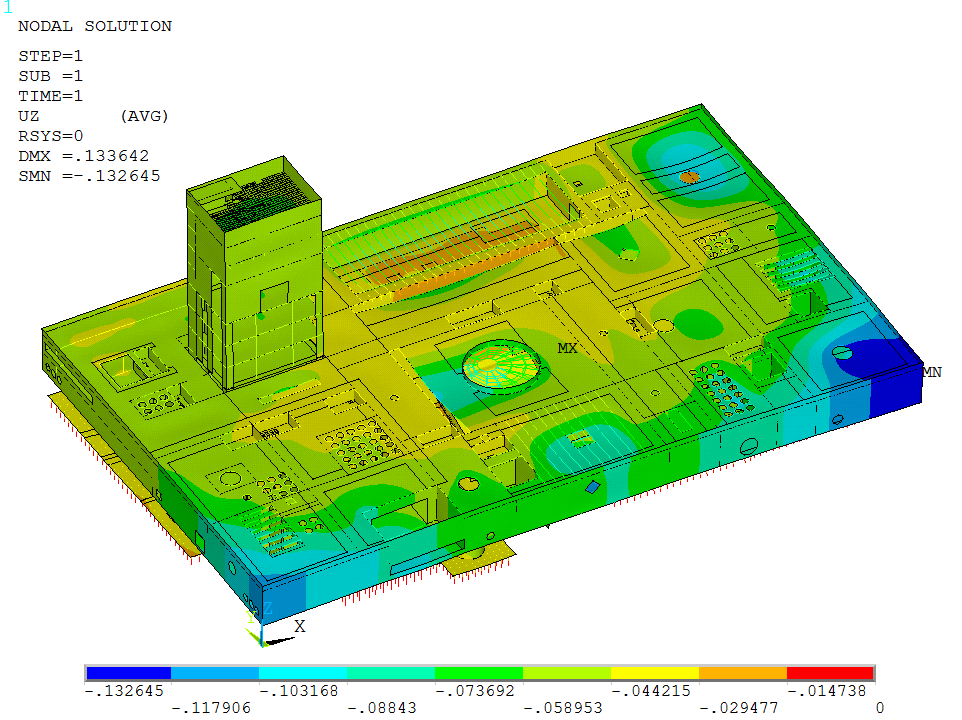 1
NODAL SOLUTION
STEP=1
SUB =1
TIME=1
UZ (AVG)
RSYS=0
DMX =.133642
SMN =-.132645
MX
MN
Z
X
-.132645 -.103168 -.073692 -.044215 -.014738
-.117906 -.08843 -.058953 -.029477 0